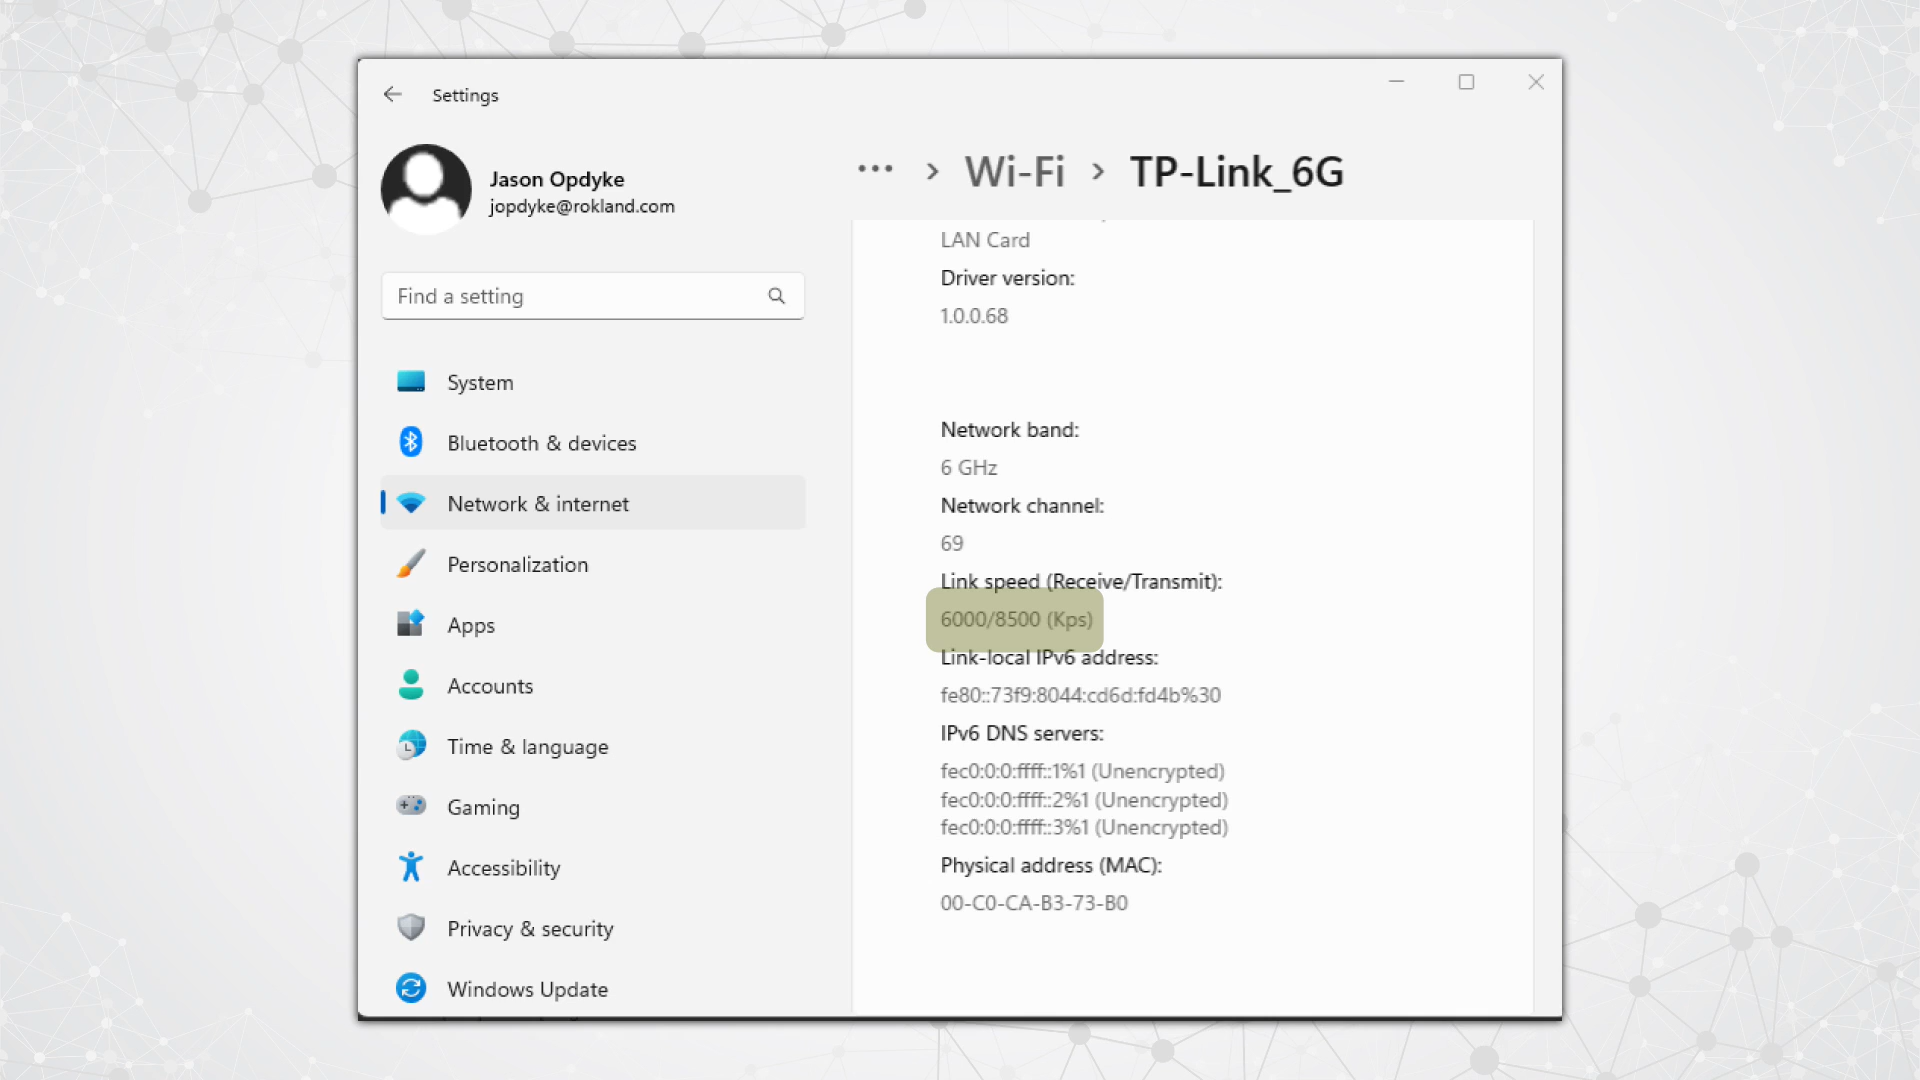 Settings
Jason Opdyke
jopdyke@rokland.com
Find a setting
System
Bluetooth & devices
Network & internet
Personalization
Apps
Accounts
Time & language
Gaming
Accessibility
Privacy & security
Windows Update
... > Wi-Fi > TP-Link_6G
LAN Card
Driver version:
1.0.0.68
Network band:
6 GHz
Network channel:
69
Link speed (Receive/Transmit):
6000/8500 (Kps)
Link-local IPv6 address:
fe80::73f9:8044:cd6d:fd4b%30
IPv6 DNS servers:
fec0:0:0:ffff::1%1 (Unencrypted)
fec0:0:0:ffff::2%1 (Unencrypted)
fec0:0:0:ffff::3%1 (Unencrypted)
Physical address (MAC):
00-C0-CA-B3-73-B0